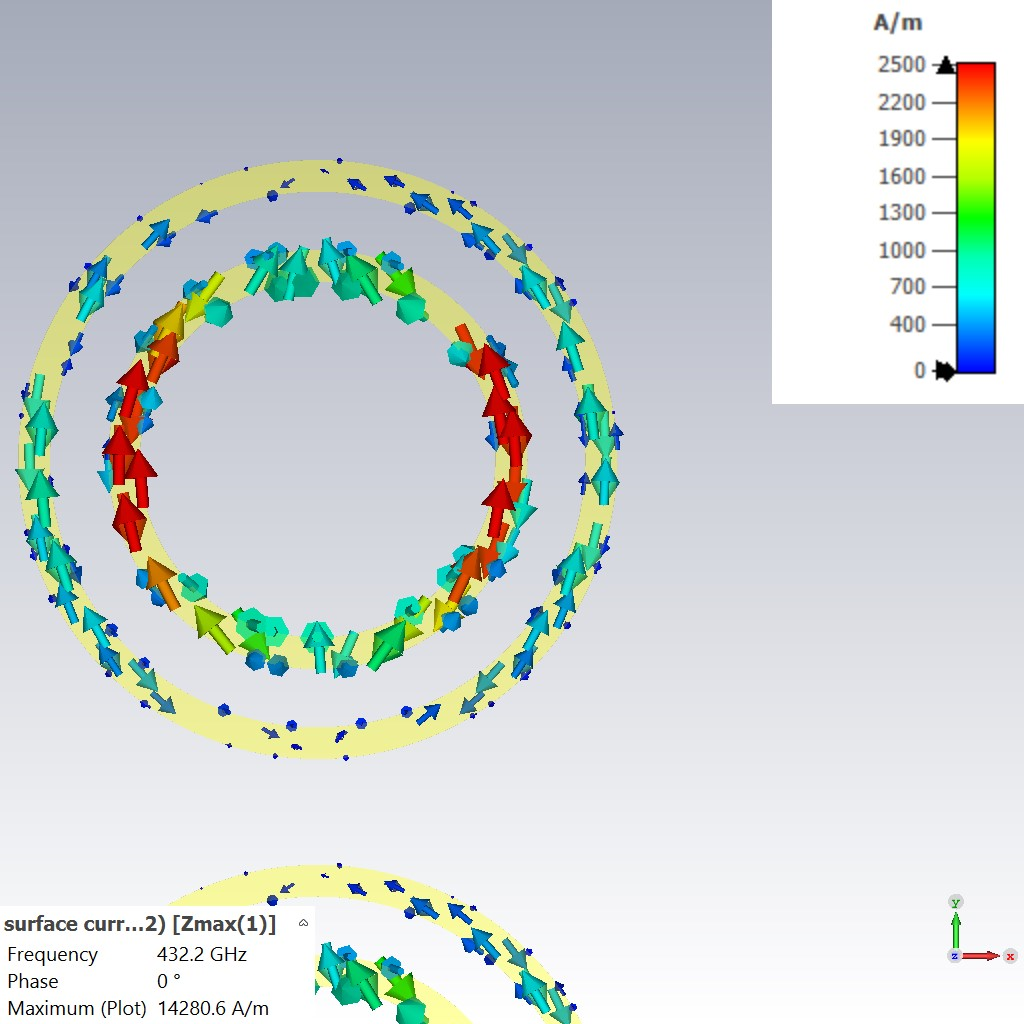 A/m
2500
2200
1900
1600
1300
1000
700
400
0
y
z x
surface curr...2) [Zmax(1)]
Frequency 432.2 GHz
Phase 0 °
Maximum (Plot) 14280.6 A/m